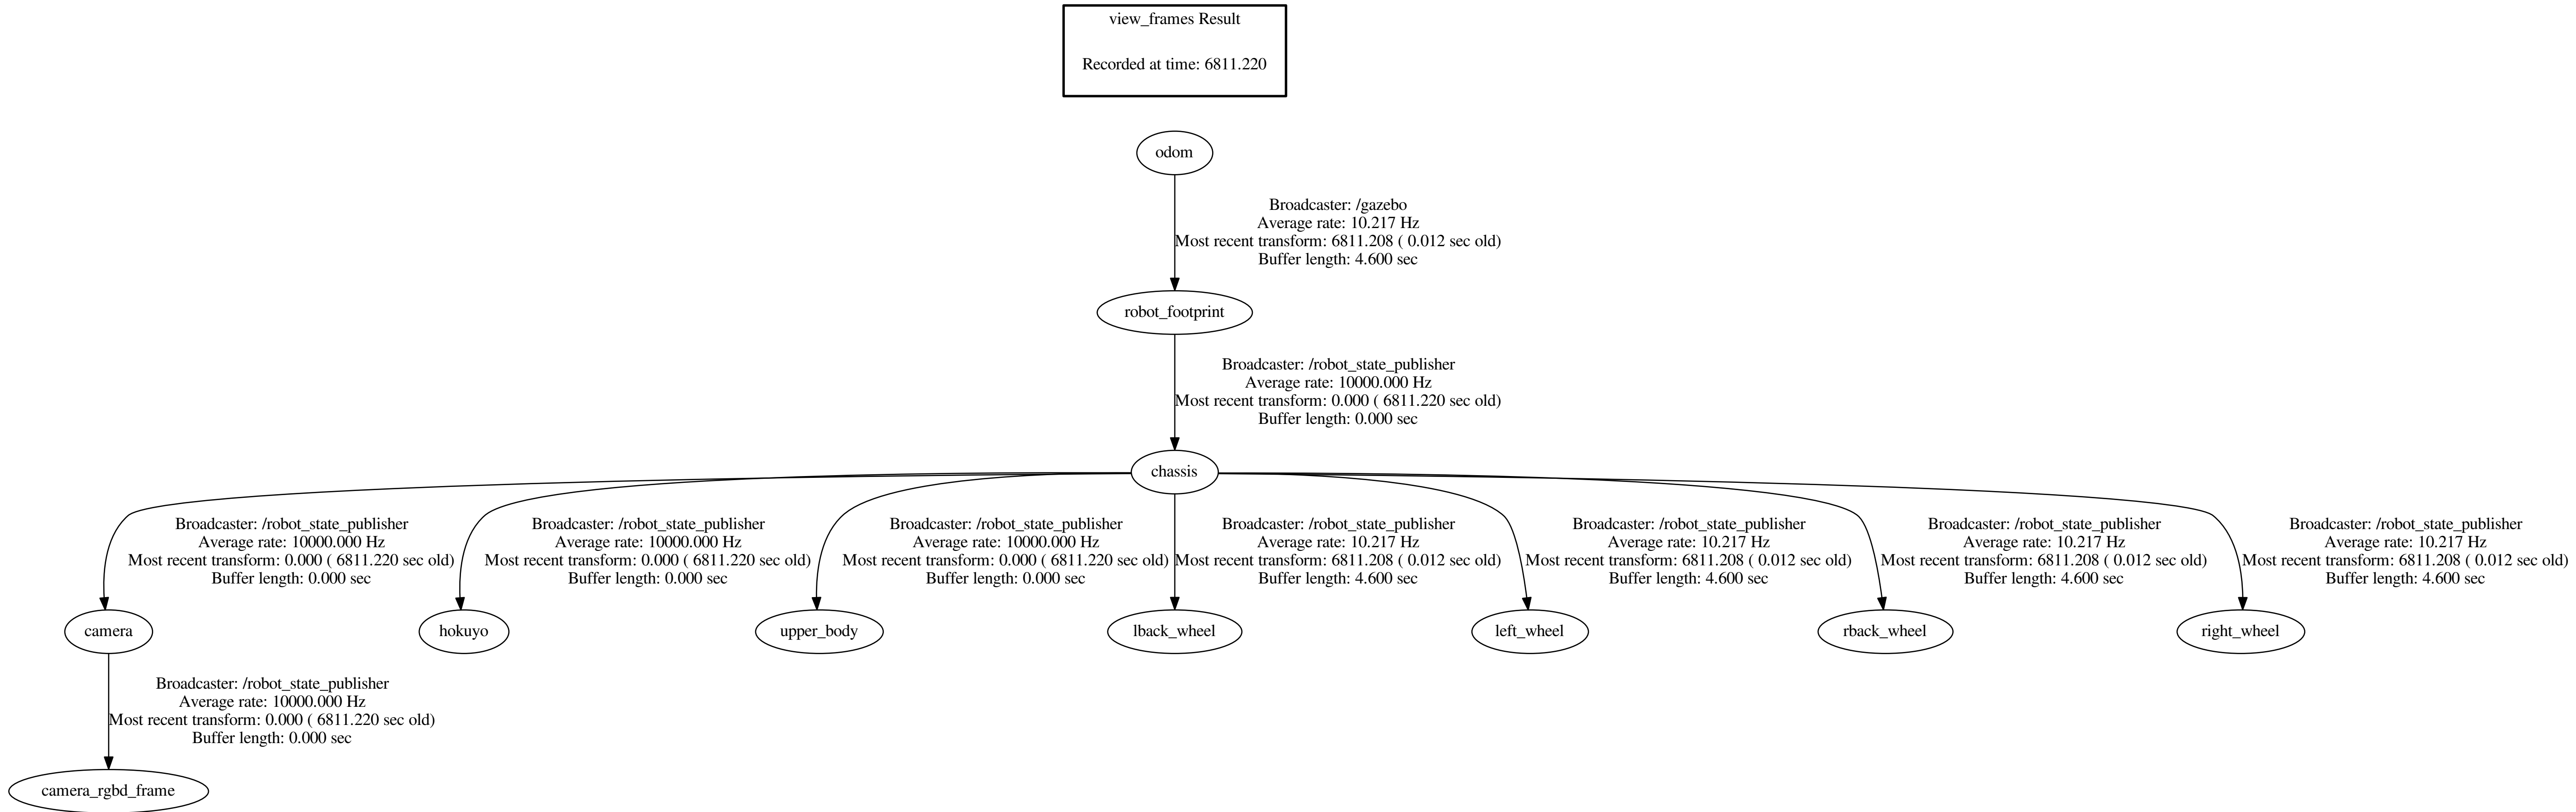 view_frames Result
Recorded at time: 6811.220
odom
Broadcaster: /gazebo
Average rate: 10.217 Hz
Most recent transform: 6811.208 ( 0.012 sec old)
Buffer length: 4.600 sec
robot_footprint
Broadcaster: /robot_state_publisher
Average rate: 10000.000 Hz
Most recent transform: 0.000 ( 6811.220 sec old)
Buffer length: 0.000 sec
chassis
Broadcaster: /robot_state_publisher
Average rate: 10000.000 Hz
Most recent transform: 0.000 ( 6811.220 sec old)
Buffer length: 0.000 sec
Broadcaster: /robot_state_publisher
Average rate: 10000.000 Hz
Most recent transform: 0.000 ( 6811.220 sec old)
Buffer length: 0.000 sec
Broadcaster: /robot_state_publisher
Average rate: 10000.000 Hz
Most recent transform: 0.000 ( 6811.220 sec old)
Buffer length: 0.000 sec
Broadcaster: /robot_state_publisher
Average rate: 10.217 Hz
Most recent transform: 6811.208 ( 0.012 sec old)
Buffer length: 4.600 sec
Broadcaster: /robot_state_publisher
Average rate: 10.217 Hz
Most recent transform: 6811.208 ( 0.012 sec old)
Buffer length: 4.600 sec
Broadcaster: /robot_state_publisher
Average rate: 10.217 Hz
Most recent transform: 6811.208 ( 0.012 sec old)
Buffer length: 4.600 sec
Broadcaster: /robot_state_publisher
Average rate: 10.217 Hz
Most recent transform: 6811.208 ( 0.012 sec old)
Buffer length: 4.600 sec
camera
hokuyo
upper_body
lback_wheel
left_wheel
rback_wheel
right_wheel
Broadcaster: /robot_state_publisher
Average rate: 10000.000 Hz
Most recent transform: 0.000 ( 6811.220 sec old)
Buffer length: 0.000 sec
camera_rgbd_frame